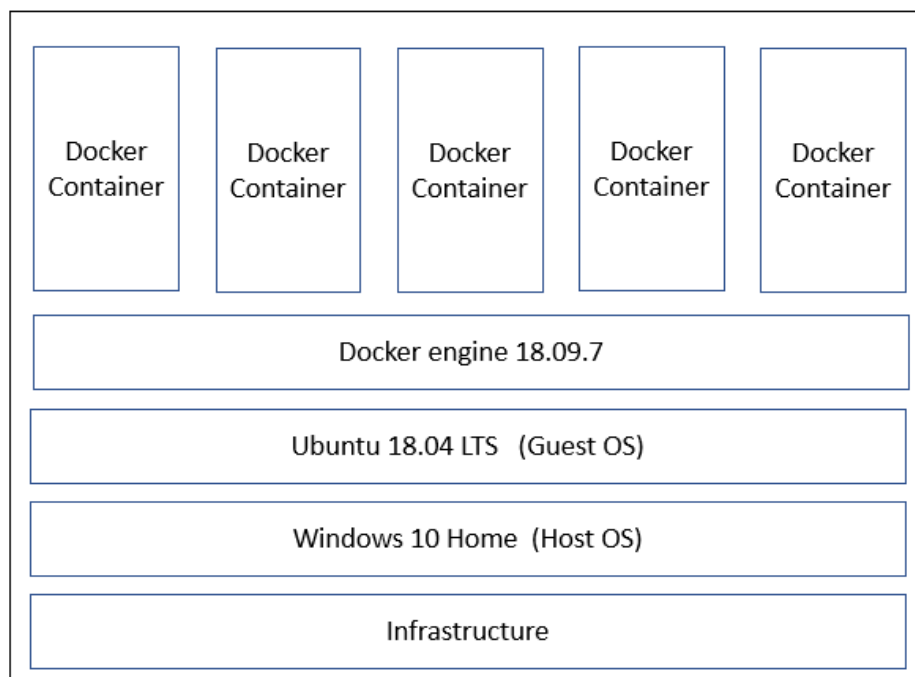 Docker
Container
Docker
Container
Docker
Container
Docker
Container
Docker
Container
Docker engine 18.09.7
Ubuntu 18.04 LTS (Guest OS)
Windows 10 Home (Host OS)
Infrastructure